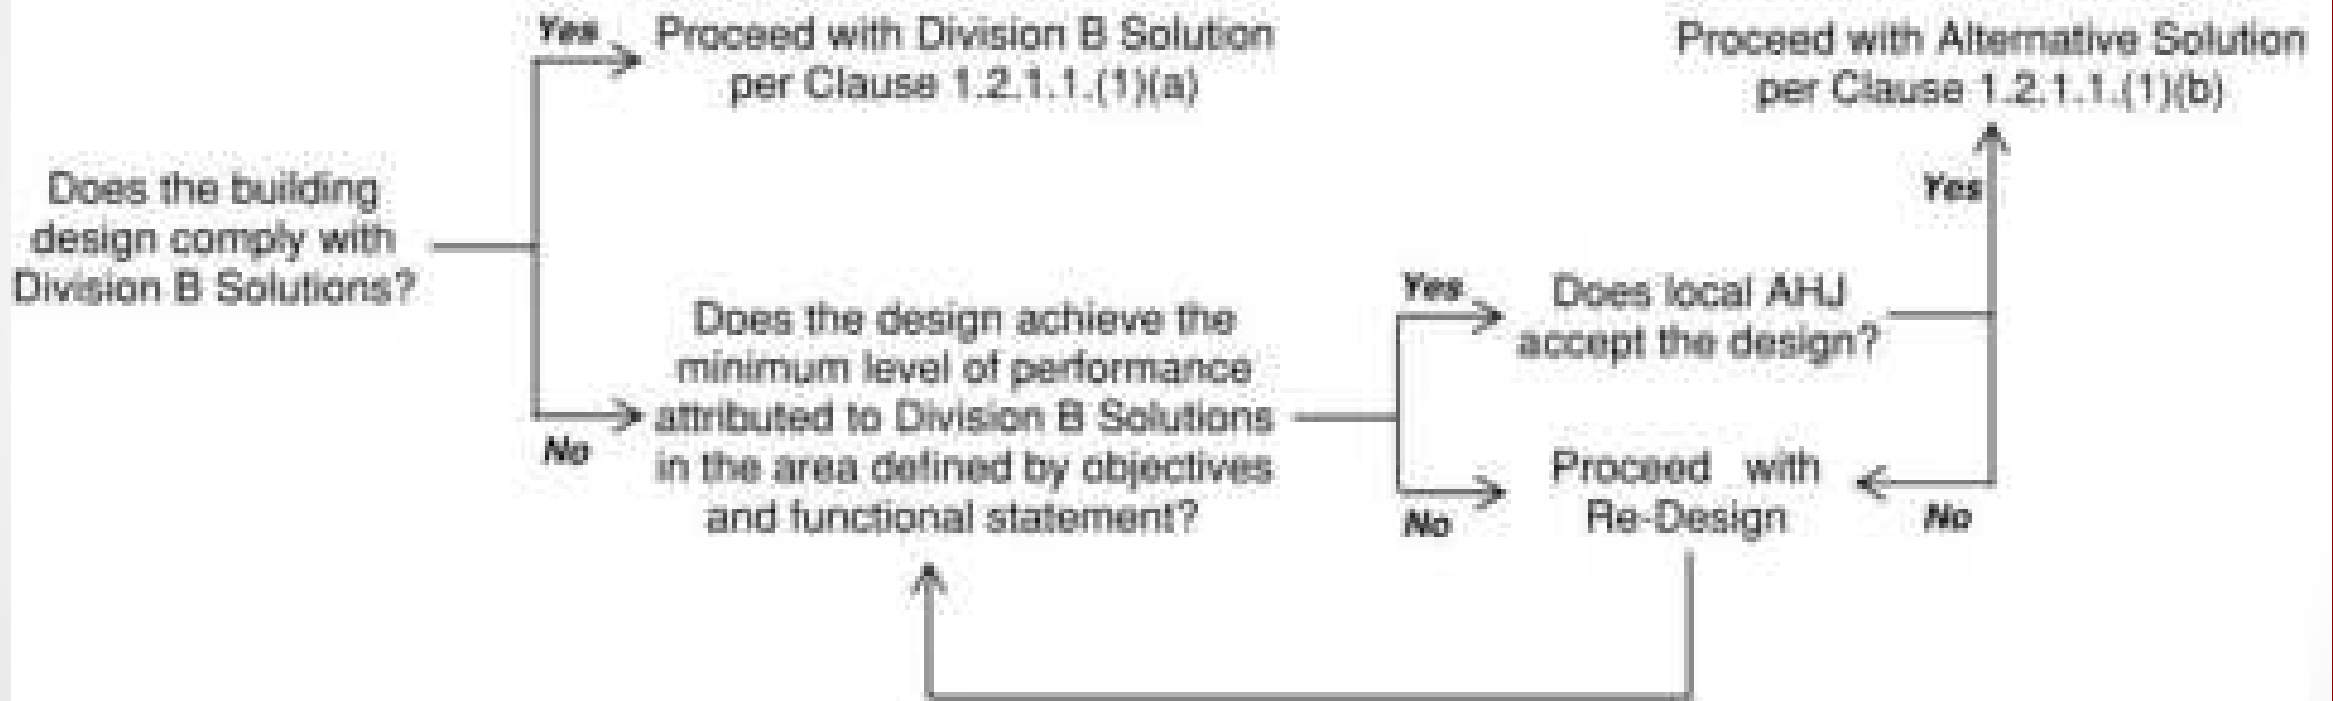 Yes
Proceed with Division B Solution
per Clause 1.2.1.1.(1)(a)
Proceed with Alternative Solution
per Clause 1.2.1.1.(1)(b)
Yes
Does the building
design comply with
Division B Solutions?
No
Does the design achieve the
minimum level of performance
attributed to Division B Solutions
in the area defined by objectives
and functional statement?
Yes
Does local AHJ
accept the design?
No
Proceed with
Re-Design
No